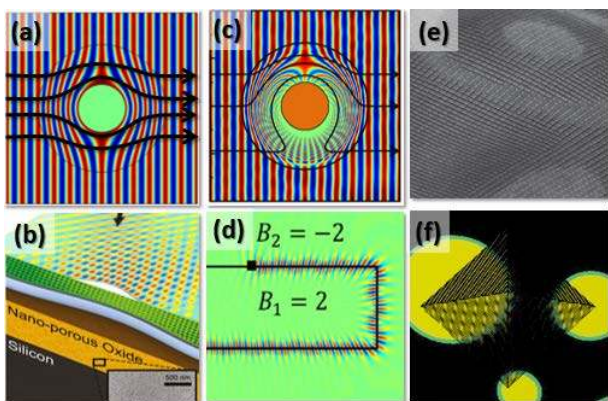 (a)
(c)
(e)
(b)
Nano-porous Oxide
Silicon
500 nm
(d)
B₂ = −2
B₁ = 2
(f)